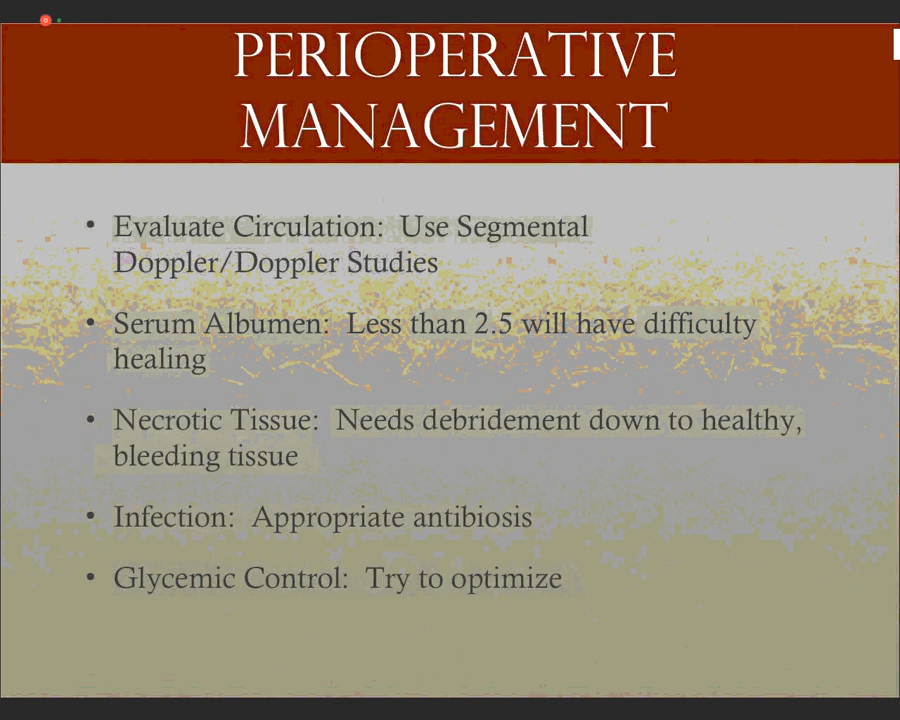 PERIOPERATIVE
MANAGEMENT
• Evaluate Circulation: Use Segmental
Doppler/Doppler Studies
• Serum Albumen: Less than 2.5 will have difficulty
healing
• Necrotic Tissue: Needs debridement down to healthy,
bleeding tissue
• Infection: Appropriate antibiosis
• Glycemic Control: Try to optimize